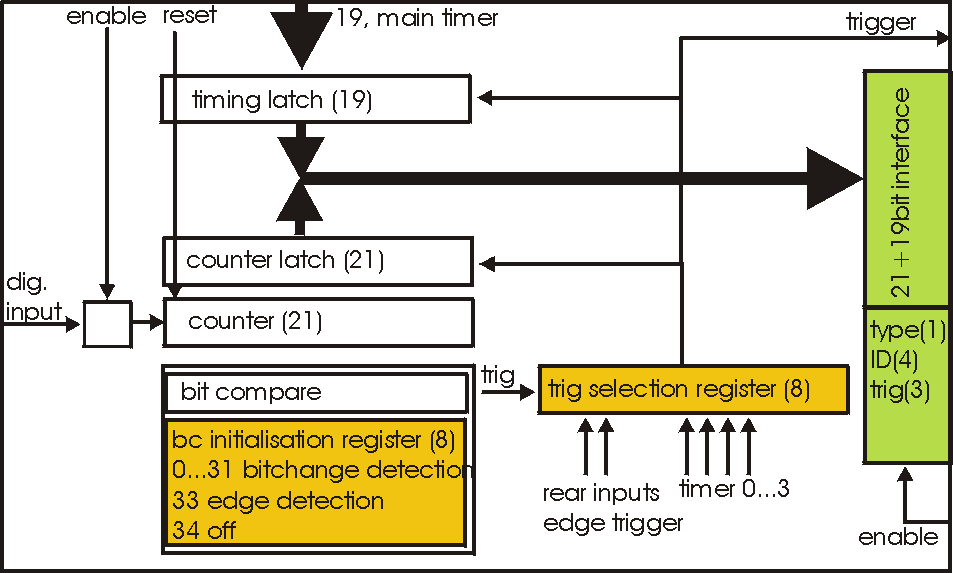 enable
reset
19, main timer
trigger
timing latch (19)
21+19bit interface
counter latch (21)
dig.
input
counter (21)
type(1)
ID(4)
trig(3)
bit compare
trig
trig selection register (8)
bc initialisation register (8)
0...31 bitchange detection
33 edge detection
34 off
rear inputs
edge trigger
timer 0...3
enable